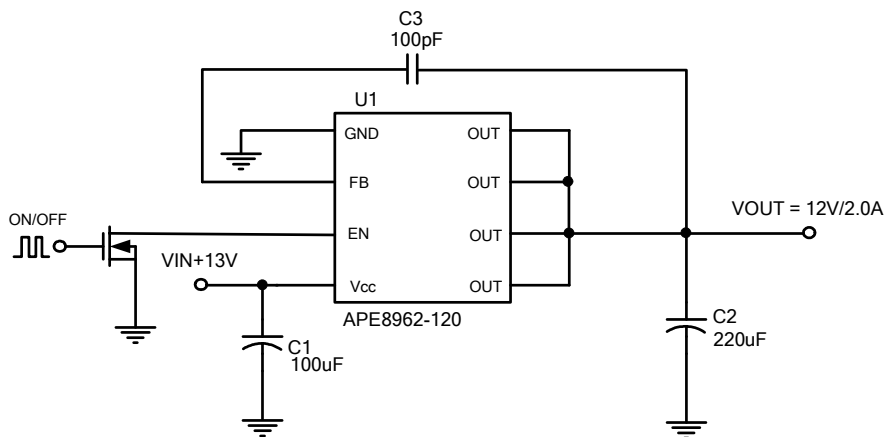 C3
100pF
U1
GND OUT
FB OUT
EN OUT
Vcc OUT
APE8962-120
ON/OFF
VIN+13V
C1
100uF
VOUT = 12V/2.0A
C2
220uF